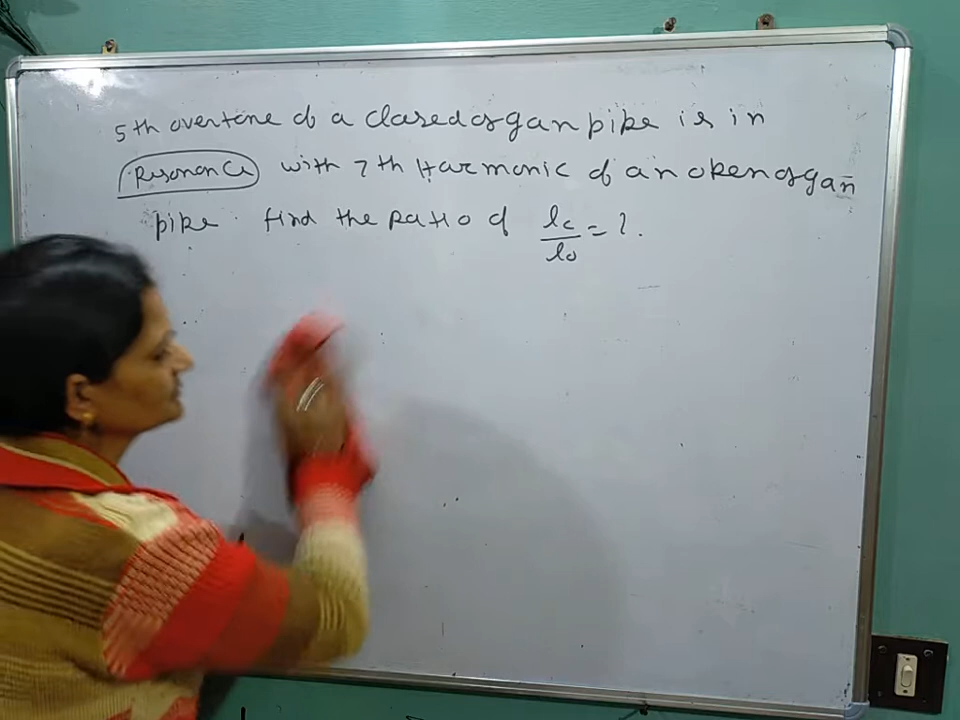 5th overtone of a closed organ pipe is in
Resonance with 7th Harmonic of an open organ
pipe find the Ratio of lc/lo = ?